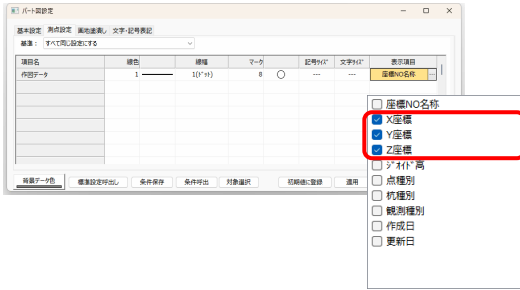 パート図設定
基本設定 測点設定 画地塗潰し 文字・記号表記
基準： すべて同じ設定にする
項目名 線色 線幅 マーク 記号ｻｲｽﾞ 文字ｻｲｽﾞ 表示項目
作図データ 1 1(ﾄﾞｯﾄ) 8 --- --- 座標NO名称 ...
座標NO名称
X座標
Y座標
Z座標
ｼﾞｵｲﾄﾞ高
点種別
杭種別
観測種別
作成日
更新日
背景データ色 標準設定呼出し 条件保存 条件呼出 対象選択 初期値に登録 適用